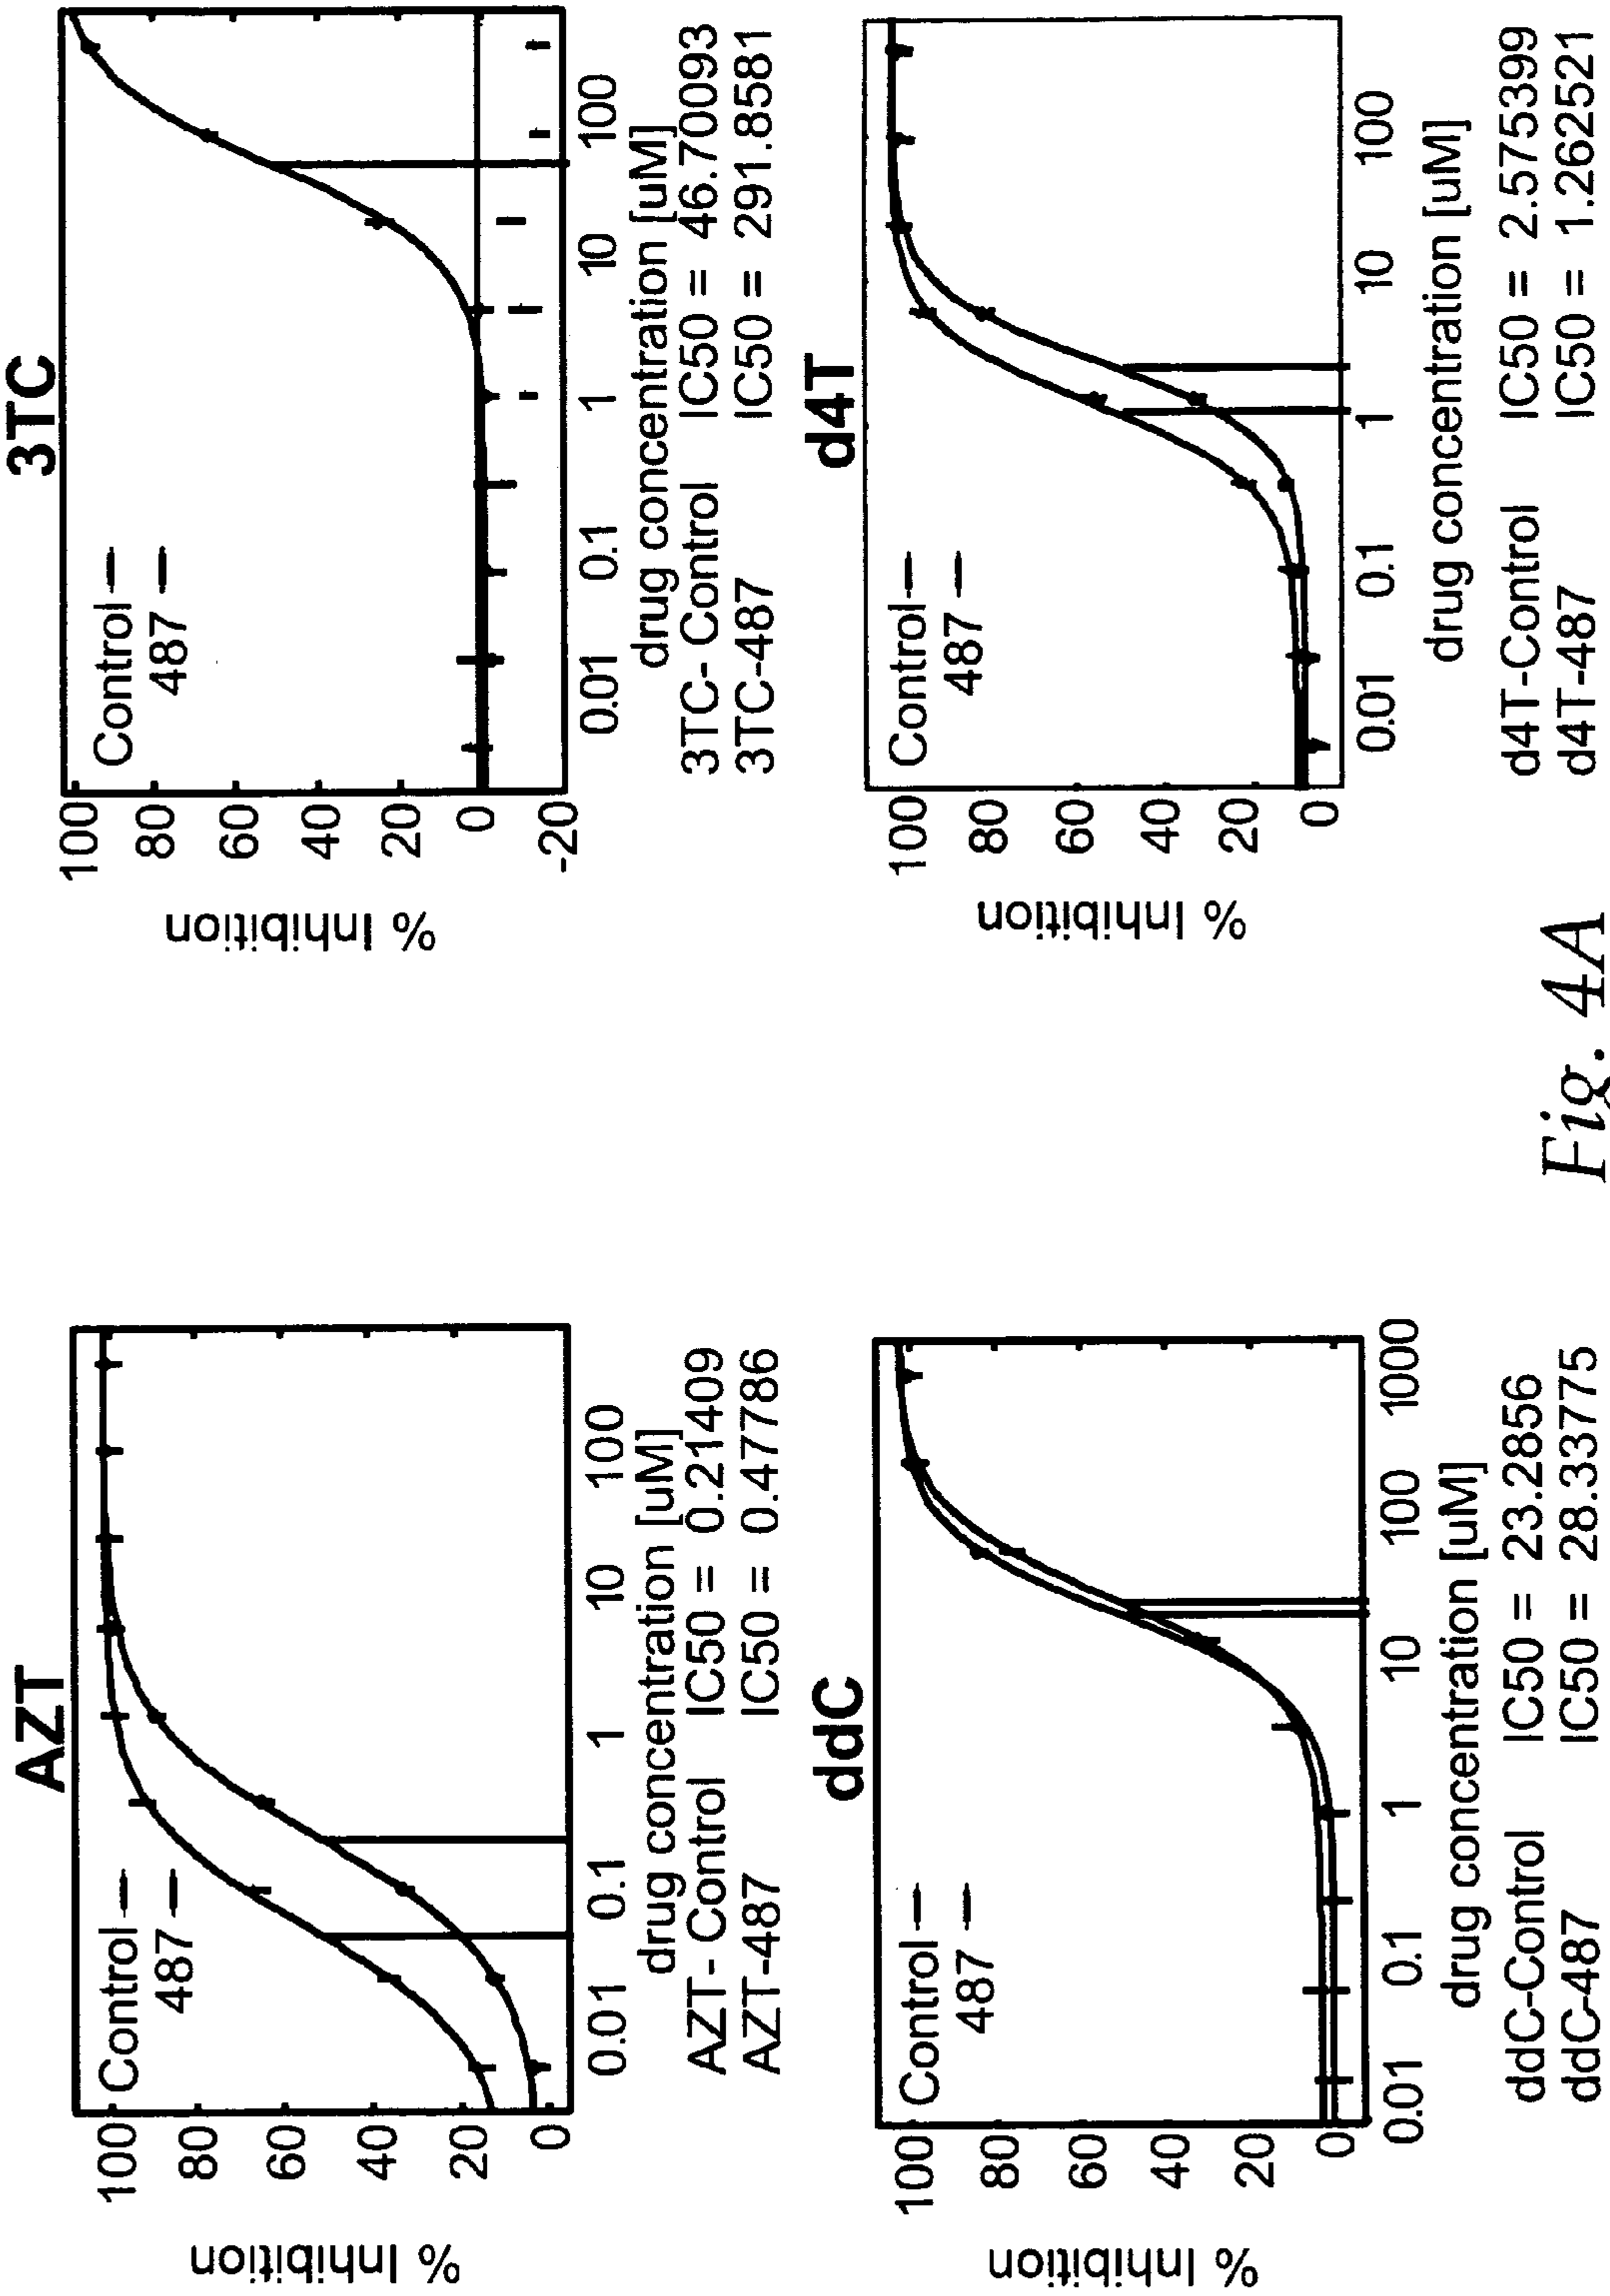 AZT
% Inhibition
100
80
60
40
20
0
Control
487
0.01
0.1
1
10
100
drug concentration [uM]
AZT- Control IC50 = 0.21409
AZT-487 IC50 = 0.47786
3TC
% Inhibition
100
80
60
40
20
0
-20
Control
487
0.01
0.1
1
10
100
drug concentration [uM]
3TC- Control IC50 = 46.70093
3TC-487 IC50 = 291.8581
ddC
% Inhibition
100
80
60
40
20
0
Control
487
0.01
0.1
1
10
100
1000
drug concentration [uM]
ddC-Control IC50 = 23.2856
ddC-487 IC50 = 28.33775
d4T
% Inhibition
100
80
60
40
20
0
Control
487
0.01
0.1
1
10
100
drug concentration [uM]
d4T-Control IC50 = 2.575399
d4T-487 IC50 = 1.262521
Fig. 4A